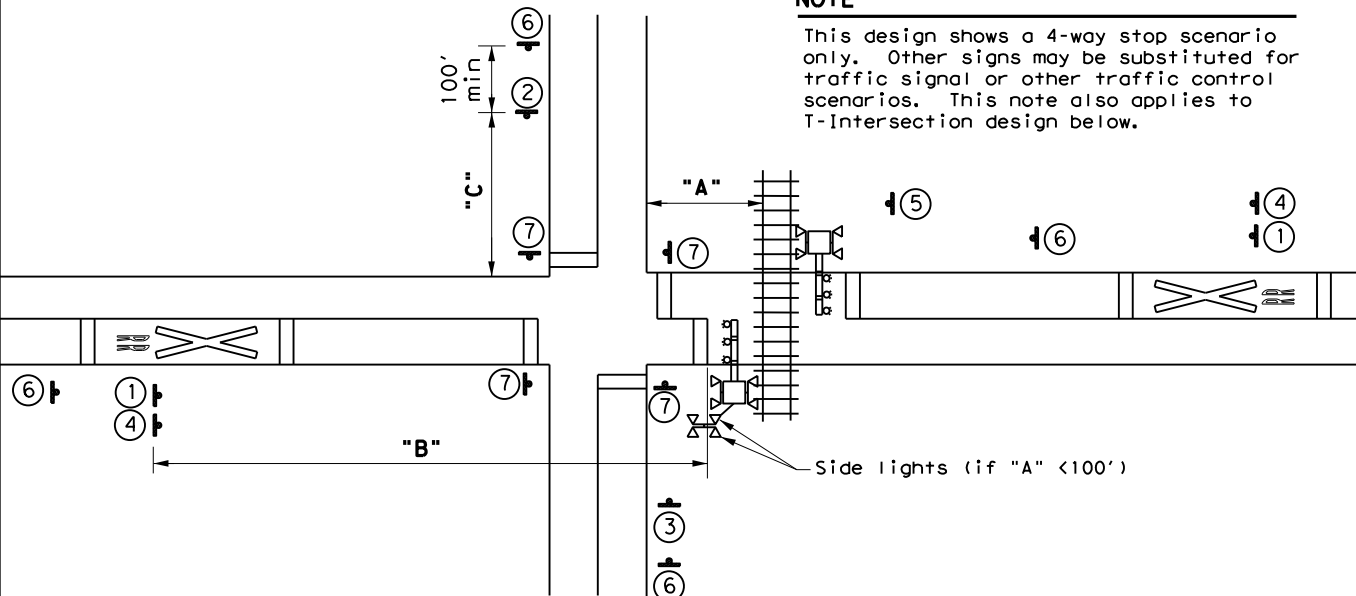 NOTE
This design shows a 4-way stop scenario
only. Other signs may be substituted for
traffic signal or other traffic control
scenarios. This note also applies to
T-Intersection design below.
6
100'
min
2
"C"
7
"A"
7
5
6
4
1
RR
RR
6
1
4
7
7
"B"
Side lights (if "A" <100')
3
6